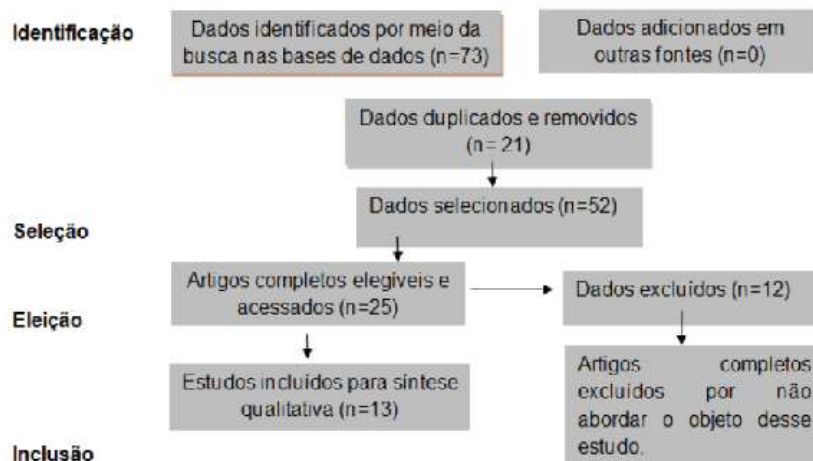 Identificação
Dados identificados por meio da
busca nas bases de dados (n=73)
Dados adicionados em
outras fontes (n=0)
Dados duplicados e removidos
(n= 21)
Dados selecionados (n=52)
Seleção
Artigos completos elegíveis e
acessados (n=25)
Dados excluídos (n=12)
Eleição
Estudos incluídos para síntese
qualitativa (n=13)
Artigos completos
excluídos por não
abordar o objeto desse
estudo.
Inclusão